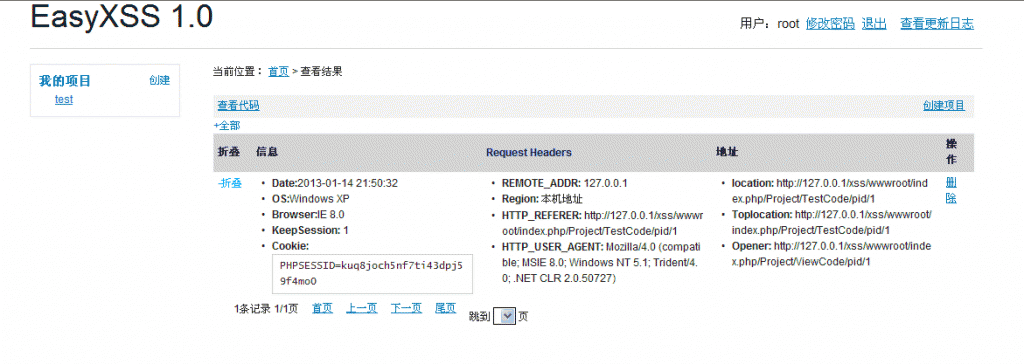 EasyXSS 1.0
用户：root 修改密码 退出 查看更新日志
我的项目 创建
test
当前位置： 首页 > 查看结果
查看代码 创建项目
+全部
折叠 信息 Request Headers 地址 操作
-折叠
Date:2013-01-14 21:50:32
OS:Windows XP
Browser:IE 8.0
KeepSession: 1
Cookie:
PHPSESSID=kuq8joch5nf7ti43dpj5
9f4mo0
REMOTE_ADDR: 127.0.0.1
Region: 本机地址
HTTP_REFERER: http://127.0.0.1/xss/wwwr
oot/index.php/Project/TestCode/pid/1
HTTP_USER_AGENT: Mozilla/4.0 (compati
ble; MSIE 8.0; Windows NT 5.1; Trident/4.
0; .NET CLR 2.0.50727)
location: http://127.0.0.1/xss/wwwroot/ind
ex.php/Project/TestCode/pid/1
Toplocation: http://127.0.0.1/xss/wwwroot/
index.php/Project/TestCode/pid/1
Opener: http://127.0.0.1/xss/wwwroot/inde
x.php/Project/ViewCode/pid/1
删
除
1条记录 1/1页 首页 上一页 下一页 尾页 跳到 页